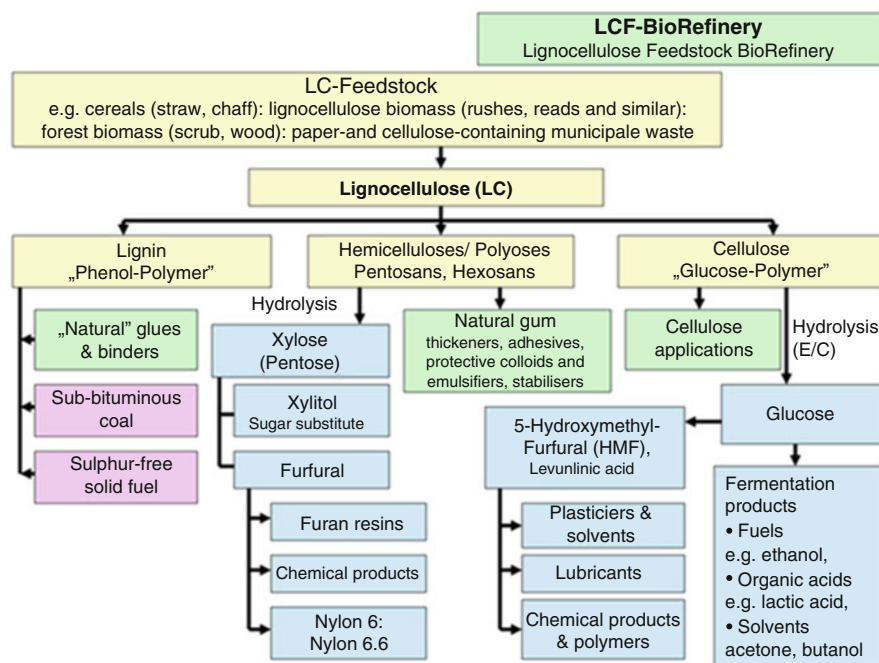 LCF-BioRefinery
Lignocellulose Feedstock BioRefinery
LC-Feedstock
e.g. cereals (straw, chaff): lignocellulose biomass (rushes, reads and similar):
forest biomass (scrub, wood): paper-and cellulose-containing municipale waste
Lignocellulose (LC)
Lignin
„Phenol-Polymer”
Hemicelluloses/ Polyoses
Pentosans, Hexosans
Cellulose
„Glucose-Polymer”
Hydrolysis
„Natural” glues
& binders
Sub-bituminous
coal
Sulphur-free
solid fuel
Xylose
(Pentose)
Xylitol
Sugar substitute
Furfural
Furan resins
Chemical products
Nylon 6:
Nylon 6.6
Natural gum
thickeners, adhesives,
protective colloids and
emulsifiers, stabilisers
Cellulose
applications
Hydrolysis
(E/C)
Glucose
5-Hydroxymethyl-
Furfural (HMF),
Levunlinic acid
Plasticiers &
solvents
Lubricants
Chemical products
& polymers
Fermentation
products
• Fuels
e.g. ethanol,
• Organic acids
e.g. lactic acid,
• Solvents
acetone, butanol